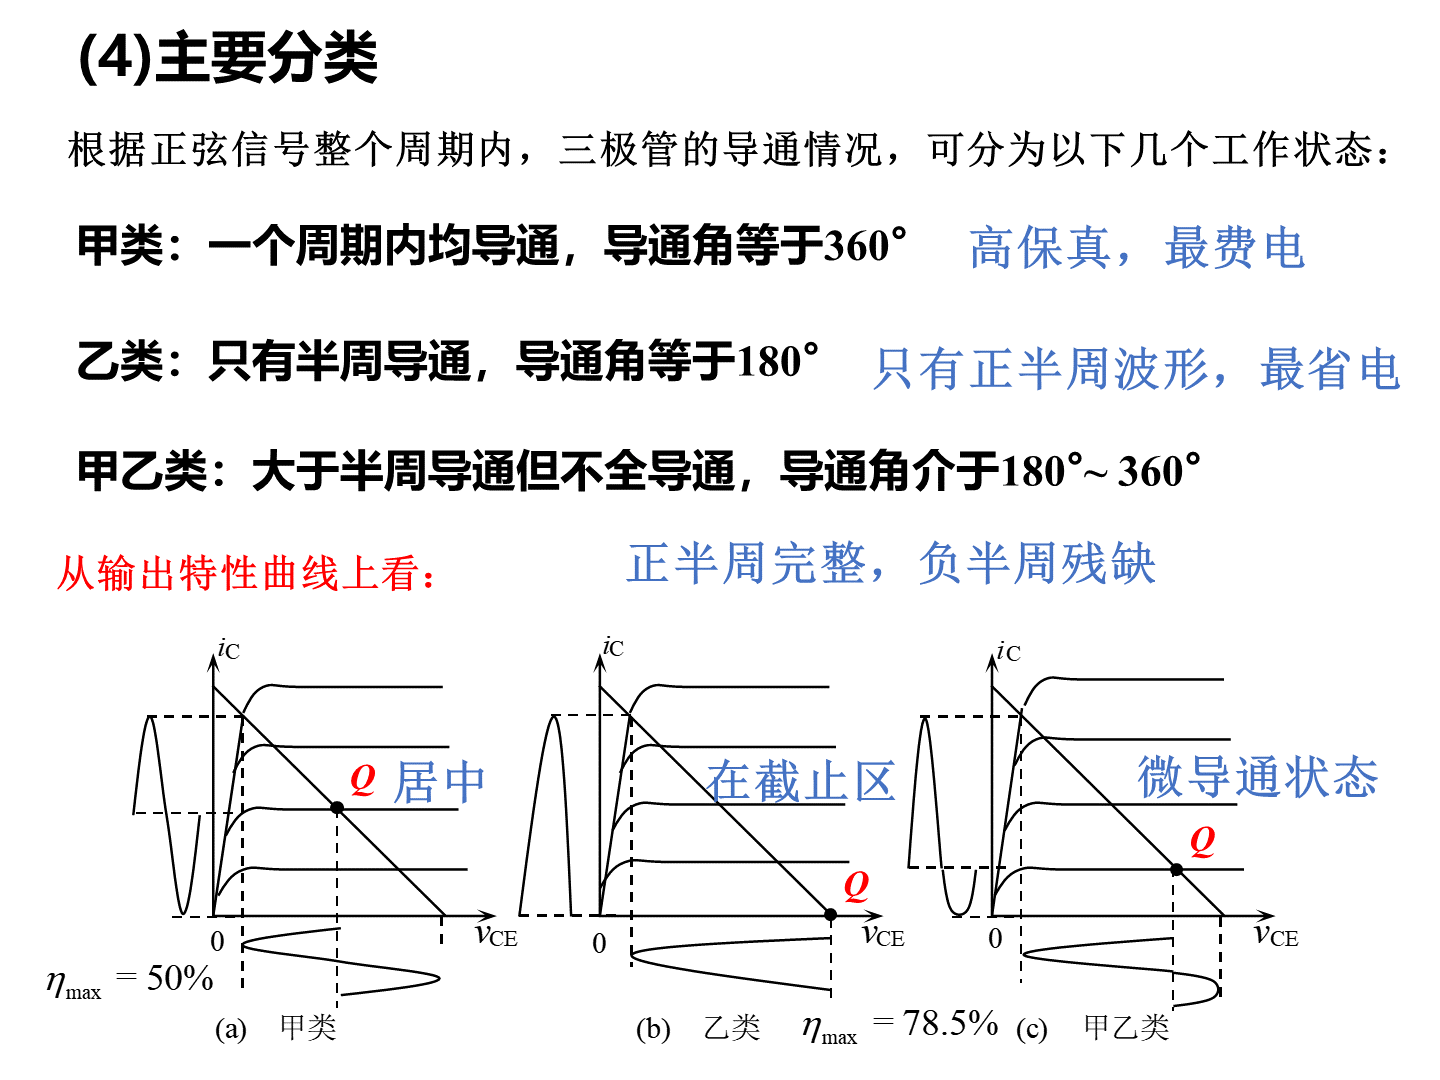 (4)主要分类
根据正弦信号整个周期内，三极管的导通情况，可分为以下几个工作状态：
甲类：一个周期内均导通，导通角等于360° 高保真，最费电
乙类：只有半周导通，导通角等于180° 只有正半周波形，最省电
甲乙类：大于半周导通但不全导通，导通角介于180°~ 360°
正半周完整，负半周残缺
从输出特性曲线上看：
iC
Q 居中
0
vCE
ηmax = 50%
(a) 甲类
iC
在截止区
Q
0
vCE
(b) 乙类
ηmax = 78.5%
iC
微导通状态
Q
0
vCE
(c) 甲乙类